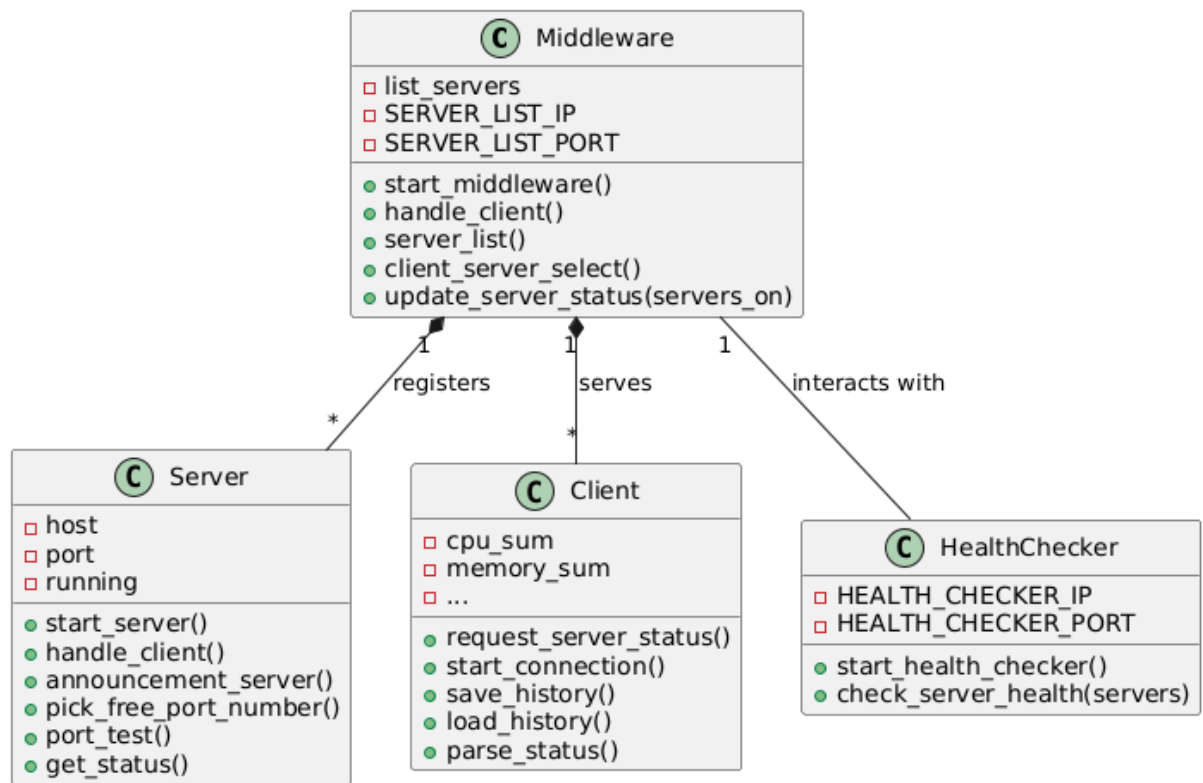 C Middleware
list_servers
SERVER_LIST_IP
SERVER_LIST_PORT
start_middleware()
handle_client()
server_list()
client_server_select()
update_server_status(servers_on)
1
1
1
registers
serves
interacts with
*
*
C Server
host
port
running
start_server()
handle_client()
announcement_server()
pick_free_port_number()
port_test()
get_status()
C Client
cpu_sum
memory_sum
...
request_server_status()
start_connection()
save_history()
load_history()
parse_status()
C HealthChecker
HEALTH_CHECKER_IP
HEALTH_CHECKER_PORT
start_health_checker()
check_server_health(servers)